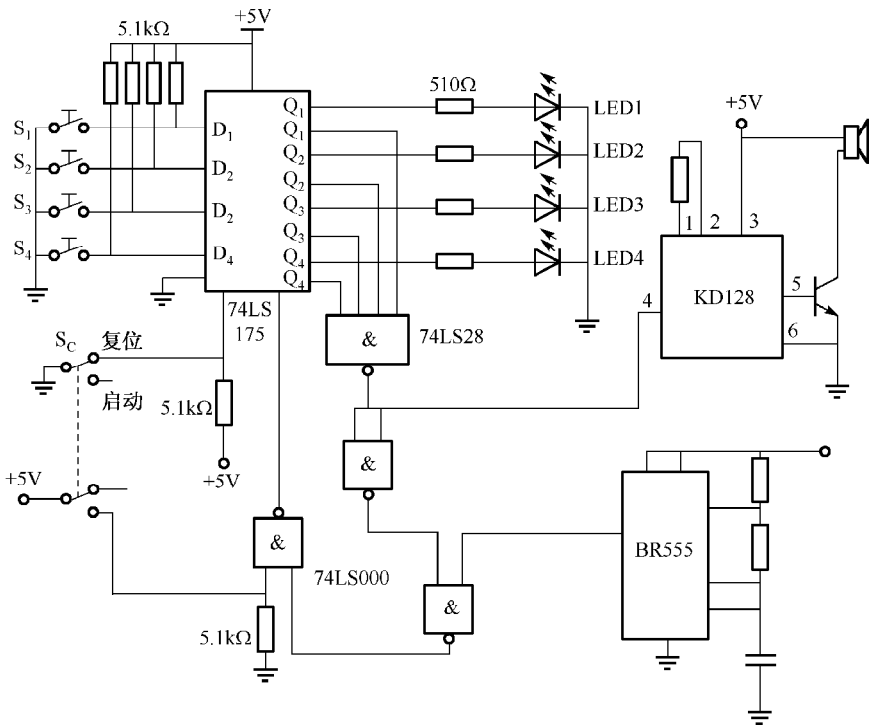 +5V
5.1kΩ
S1
S2
S3
S4
D1
D2
D2
D4
Q1
Q1
Q2
Q2
Q3
Q3
Q4
Q4
74LS
175
510Ω
LED1
LED2
LED3
LED4
+5V
1
2
3
4
5
6
KD128
&
74LS28
SC
复位
启动
5.1kΩ
+5V
+5V
&
&
74LS000
&
5.1kΩ
BR555